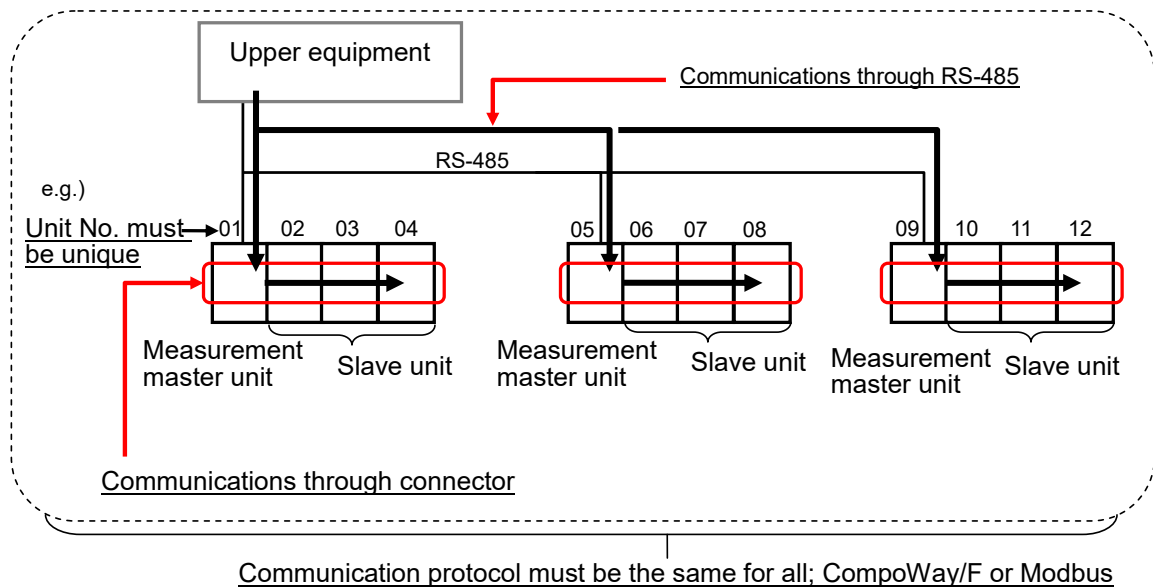 Upper equipment
Communications through RS-485
RS-485
e.g.)
Unit No. must
be unique
01 02 03 04
05 06 07 08
09 10 11 12
Measurement
master unit
Slave unit
Measurement
master unit
Slave unit
Measurement
master unit
Slave unit
Communications through connector
Communication protocol must be the same for all; CompoWay/F or Modbus